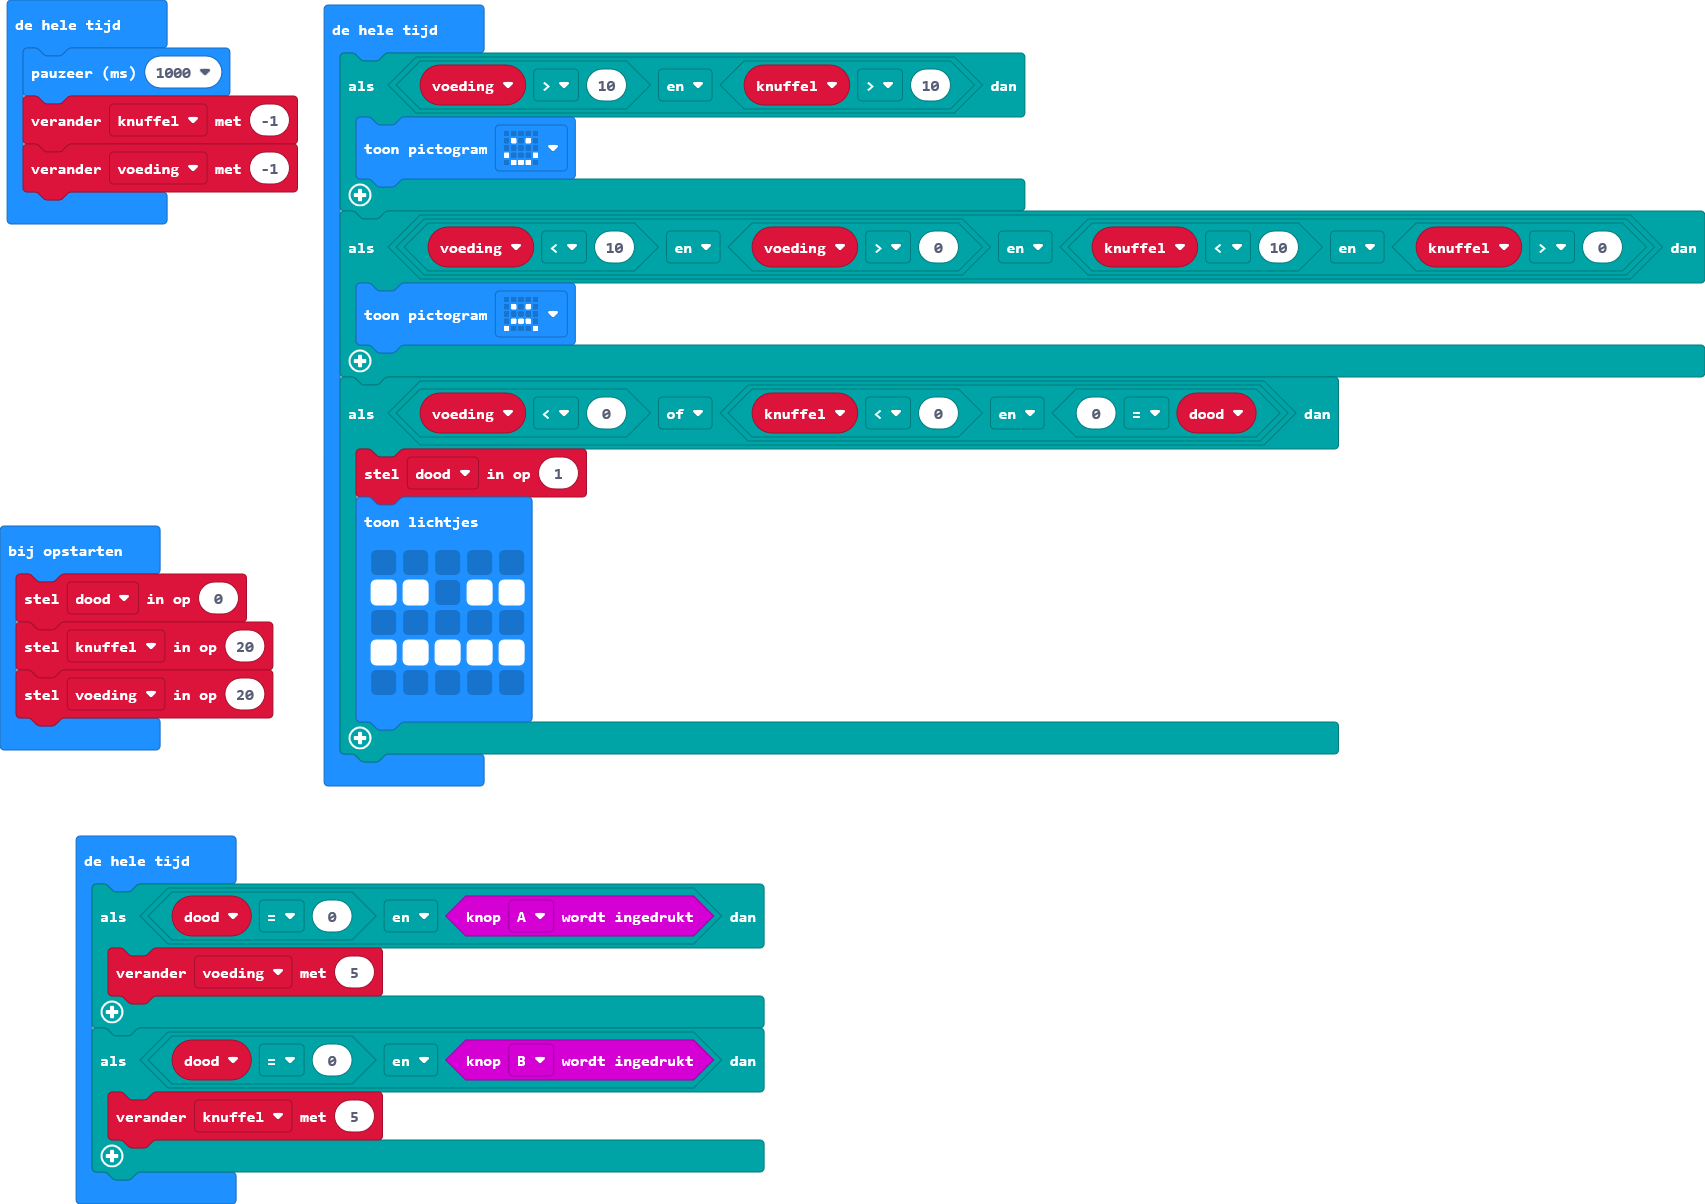 de hele tijd
pauzeer (ms) 1000
verander knuffel met -1
verander voeding met -1
de hele tijd
als voeding > 10 en knuffel > 10 dan
toon pictogram
als voeding < 10 en voeding > 0 en knuffel < 10 en knuffel > 0 dan
toon pictogram
als voeding < 0 of knuffel < 0 en 0 = dood dan
stel dood in op 1
toon lichtjes
bij opstarten
stel dood in op 0
stel knuffel in op 20
stel voeding in op 20
de hele tijd
als dood = 0 en knop A wordt ingedrukt dan
verander voeding met 5
als dood = 0 en knop B wordt ingedrukt dan
verander knuffel met 5